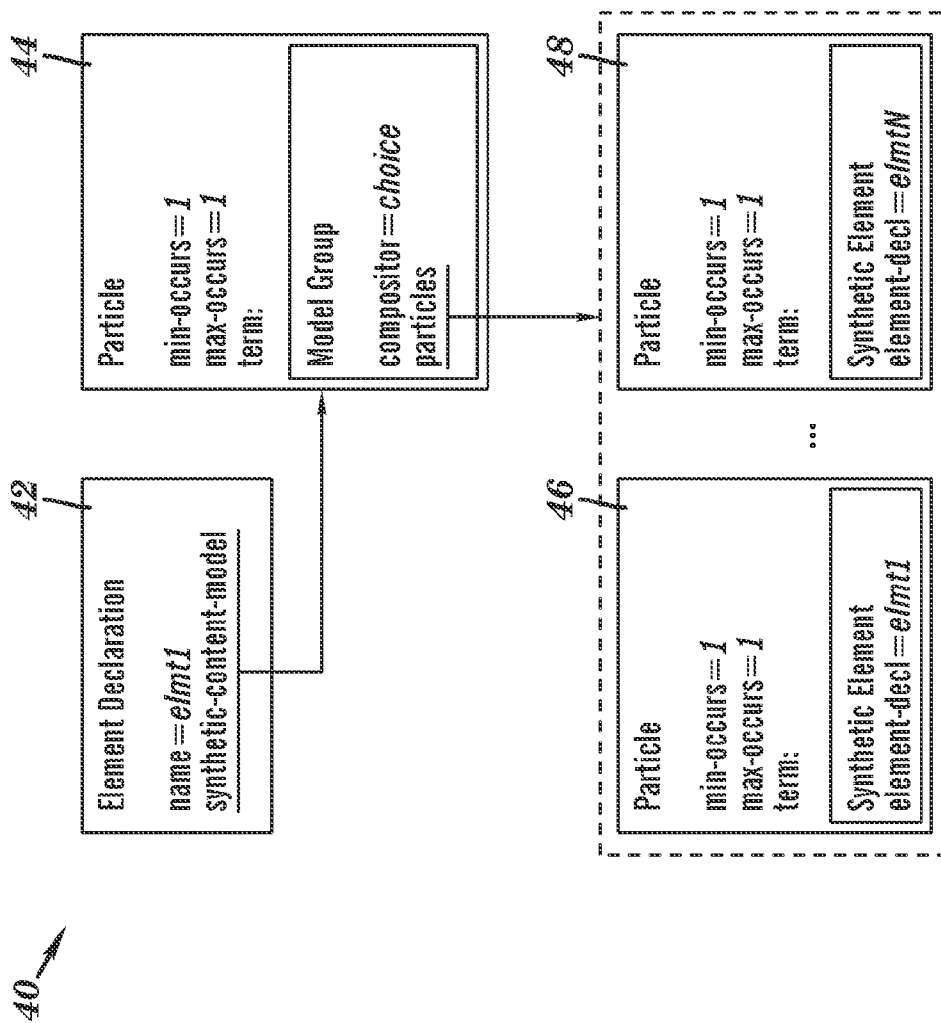 40
42
Element Declaration
name=elmt1
synthetic-content-model
44
Particle
min-occurs=1
max-occurs=1
term:
Model Group
compositor=choice
particles
46
Particle
min-occurs=1
max-occurs=1
term:
Synthetic Element
element-decl=elmt1
...
48
Particle
min-occurs=1
max-occurs=1
term:
Synthetic Element
element-decl=elmtN